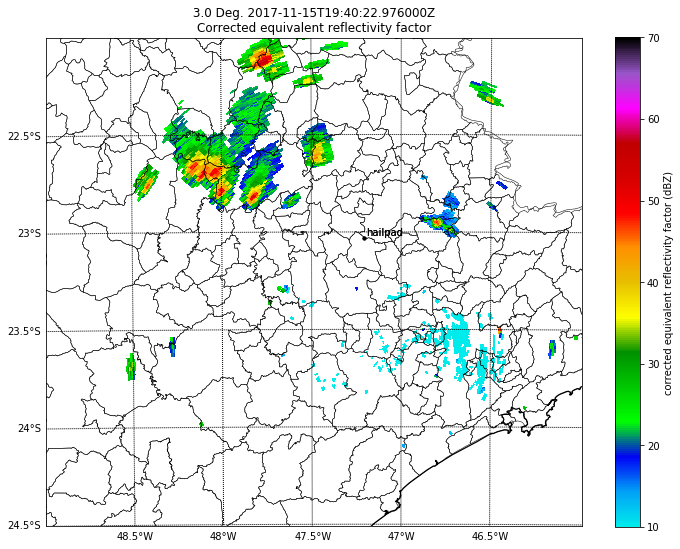 3.0 Deg. 2017-11-15T19:40:22.976000Z
Corrected equivalent reflectivity factor
22.5°S
23°S
23.5°S
24°S
24.5°S
hailpad
48.5°W
48°W
47.5°W
47°W
46.5°W
70
60
50
40
30
20
10
corrected equivalent reflectivity factor (dBZ)